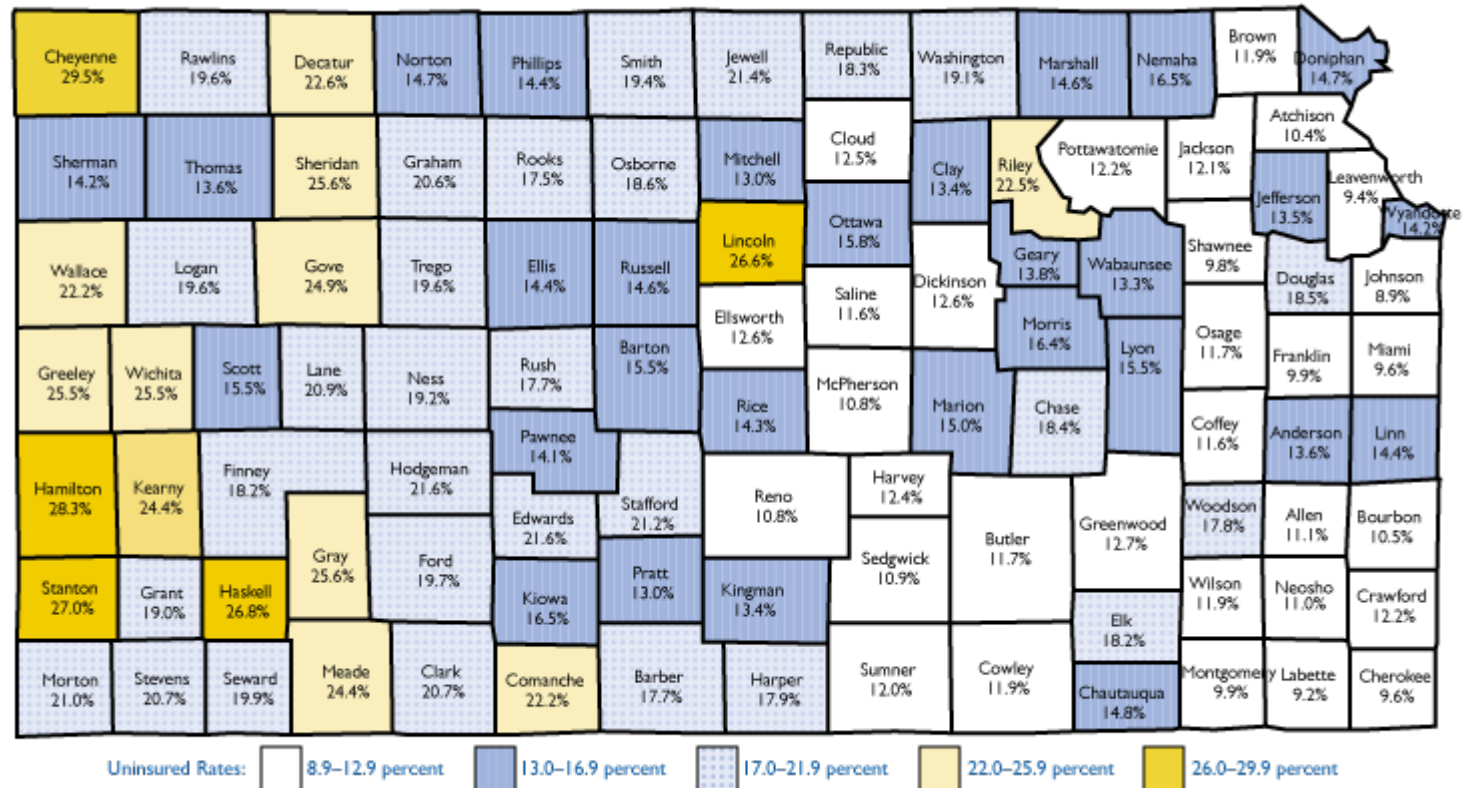 Cheyenne
29.5%
Rawlins
19.6%
Decatur
22.6%
Norton
14.7%
Phillips
14.4%
Smith
19.4%
Jewell
21.4%
Republic
18.3%
Washington
19.1%
Marshall
14.6%
Nemaha
16.5%
Brown
11.9%
Doniphan
14.7%
Sherman
14.2%
Thomas
13.6%
Sheridan
25.6%
Graham
20.6%
Rooks
17.5%
Osborne
18.6%
Mitchell
13.0%
Cloud
12.5%
Clay
13.4%
Riley
22.5%
Pottawatomie
12.2%
Jackson
12.1%
Atchison
10.4%
Jefferson
13.5%
Leavenworth
9.4%
Wyandotte
14.2%
Wallace
22.2%
Logan
19.6%
Gove
24.9%
Trego
19.6%
Ellis
14.4%
Russell
14.6%
Lincoln
26.6%
Ottawa
15.8%
Saline
11.6%
Dickinson
12.6%
Geary
13.8%
Wabaunsee
13.3%
Shawnee
9.8%
Douglas
18.5%
Johnson
8.9%
Greeley
25.5%
Wichita
25.5%
Scott
15.5%
Lane
20.9%
Ness
19.2%
Rush
17.7%
Barton
15.5%
Ellsworth
12.6%
Rice
14.3%
McPherson
10.8%
Marion
15.0%
Morris
16.4%
Chase
18.4%
Lyon
15.5%
Osage
11.7%
Franklin
9.9%
Miami
9.6%
Hamilton
28.3%
Kearny
24.4%
Finney
18.2%
Hodgeman
21.6%
Pawnee
14.1%
Edwards
21.6%
Stafford
21.2%
Reno
10.8%
Harvey
12.4%
Butler
11.7%
Greenwood
12.7%
Coffey
11.6%
Anderson
13.6%
Linn
14.4%
Woodson
17.8%
Allen
11.1%
Bourbon
10.5%
Stanton
27.0%
Grant
19.0%
Haskell
26.8%
Gray
25.6%
Ford
19.7%
Kiowa
16.5%
Pratt
13.0%
Kingman
13.4%
Sedgwick
10.9%
Elk
18.2%
Wilson
11.9%
Neosho
11.0%
Crawford
12.2%
Morton
21.0%
Stevens
20.7%
Seward
19.9%
Meade
24.4%
Clark
20.7%
Comanche
22.2%
Barber
17.7%
Harper
17.9%
Sumner
12.0%
Cowley
11.9%
Chautauqua
14.8%
Montgomery
9.9%
Labette
9.2%
Cherokee
9.6%
Uninsured Rates: 8.9–12.9 percent 13.0–16.9 percent 17.0–21.9 percent 22.0–25.9 percent 26.0–29.9 percent